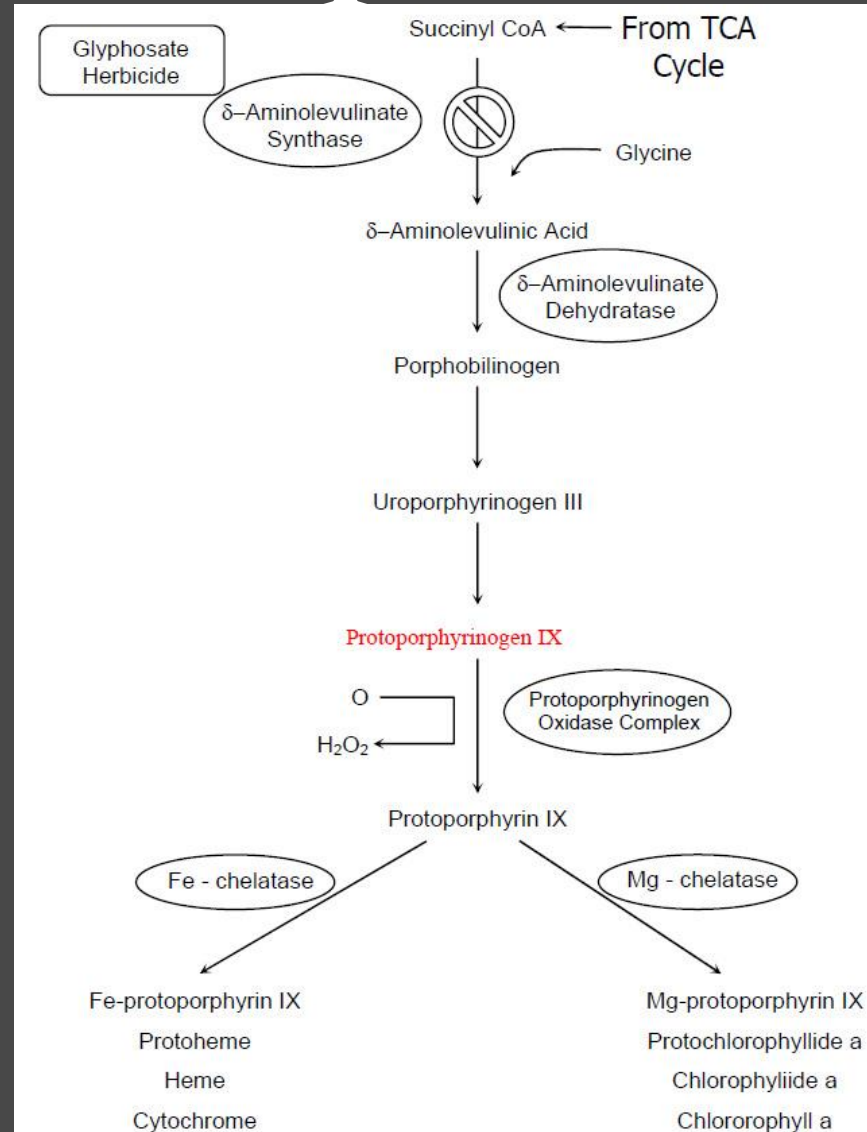 Glyphosate
Herbicide
Succinyl CoA
From TCA
Cycle
δ–Aminolevulinate
Synthase
Glycine
δ–Aminolevulinic Acid
δ–Aminolevulinate
Dehydratase
Porphobilinogen
Uroporphyrinogen III
Protoporphyrinogen IX
O
H₂O₂
Protoporphyrinogen
Oxidase Complex
Protoporphyrin IX
Fe - chelatase
Mg - chelatase
Fe-protoporphyrin IX
Protoheme
Heme
Cytochrome
Mg-protoporphyrin IX
Protochlorophyllide a
Chlorophyliide a
Chlororophyll a